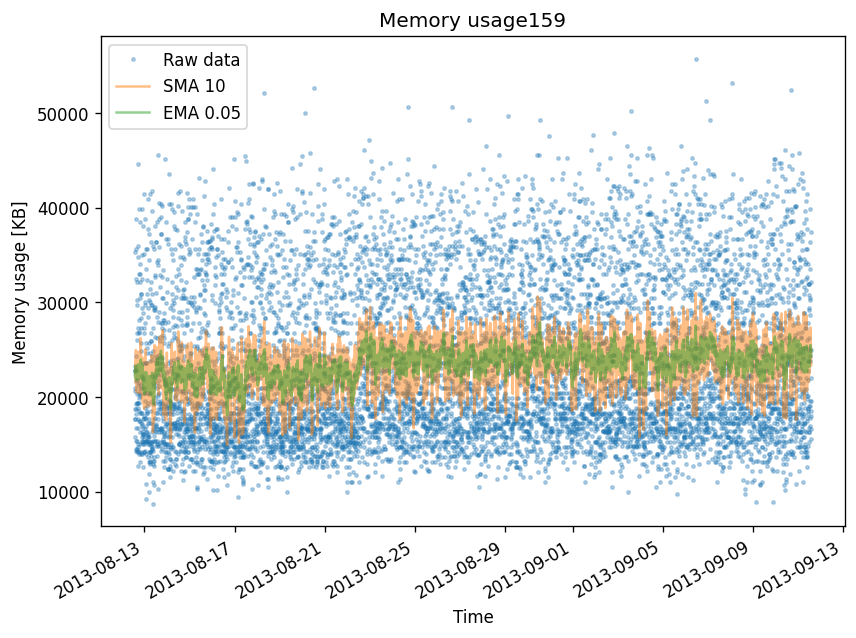 Memory usage159
Raw data
SMA 10
EMA 0.05
Memory usage [KB]
50000
40000
30000
20000
10000
2013-08-13
2013-08-17
2013-08-21
2013-08-25
2013-08-29
2013-09-01
2013-09-05
2013-09-09
2013-09-13
Time